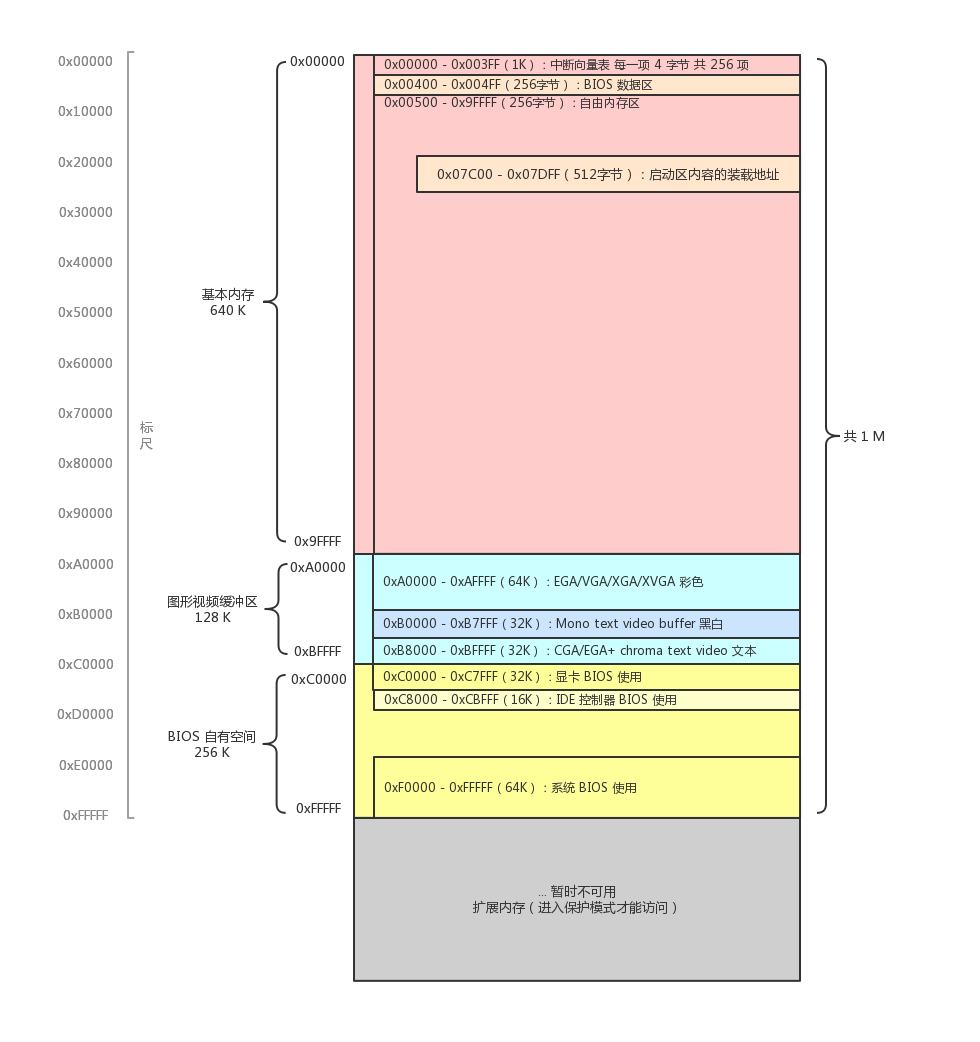 0x00000
0x10000
0x20000
0x30000
0x40000
0x50000
0x60000
0x70000
0x80000
0x90000
0xA0000
0xB0000
0xC0000
0xD0000
0xE0000
0xFFFFF
标
尺
0x00000
基本内存
640 K
0x9FFFF
0xA0000
图形视频缓冲区
128 K
0xBFFFF
0xC0000
BIOS 自有空间
256 K
0xFFFFF
0x00000 - 0x003FF ( 1K )：中断向量表 每一项 4 字节 共 256 项
0x00400 - 0x004FF ( 256字节 )：BIOS 数据区
0x00500 - 0x9FFFF ( 256字节 )：自由内存区
0x07C00 - 0x07DFF ( 512字节 )：启动区内容的装载地址
0xA0000 - 0xAFFFF ( 64K )：EGA/VGA/XGA/XVGA 彩色
0xB0000 - 0xB7FFF ( 32K )：Mono text video buffer 黑白
0xB8000 - 0xBFFFF ( 32K )：CGA/EGA+ chroma text video 文本
0xC0000 - 0xC7FFF ( 32K )：显卡 BIOS 使用
0xC8000 - 0xCBFFF ( 16K )：IDE 控制器 BIOS 使用
0xF0000 - 0xFFFFF ( 64K )：系统 BIOS 使用
... 暂时不可用
扩展内存 ( 进入保护模式才能访问 )
共 1 M